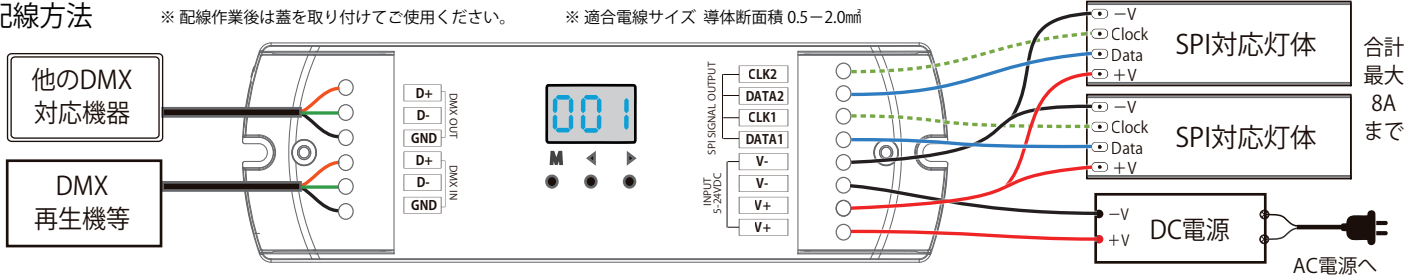 配線方法
※ 配線作業後は蓋を取り付けてご使用ください。
※ 適合電線サイズ 導体断面積 0.5－2.0㎟
他のDMX
対応機器
DMX
再生機等
D+
D-
GND
DMX OUT
D+
D-
GND
DMX IN
001
M
SPI SIGNAL OUTPUT
CLK2
DATA2
CLK1
DATA1
INPUT
5-24VDC
V-
V-
V+
V+
－V
Clock
Data
＋V
SPI対応灯体
－V
Clock
Data
＋V
SPI対応灯体
合計
最大
8A
まで
－V
＋V
DC電源
AC電源へ